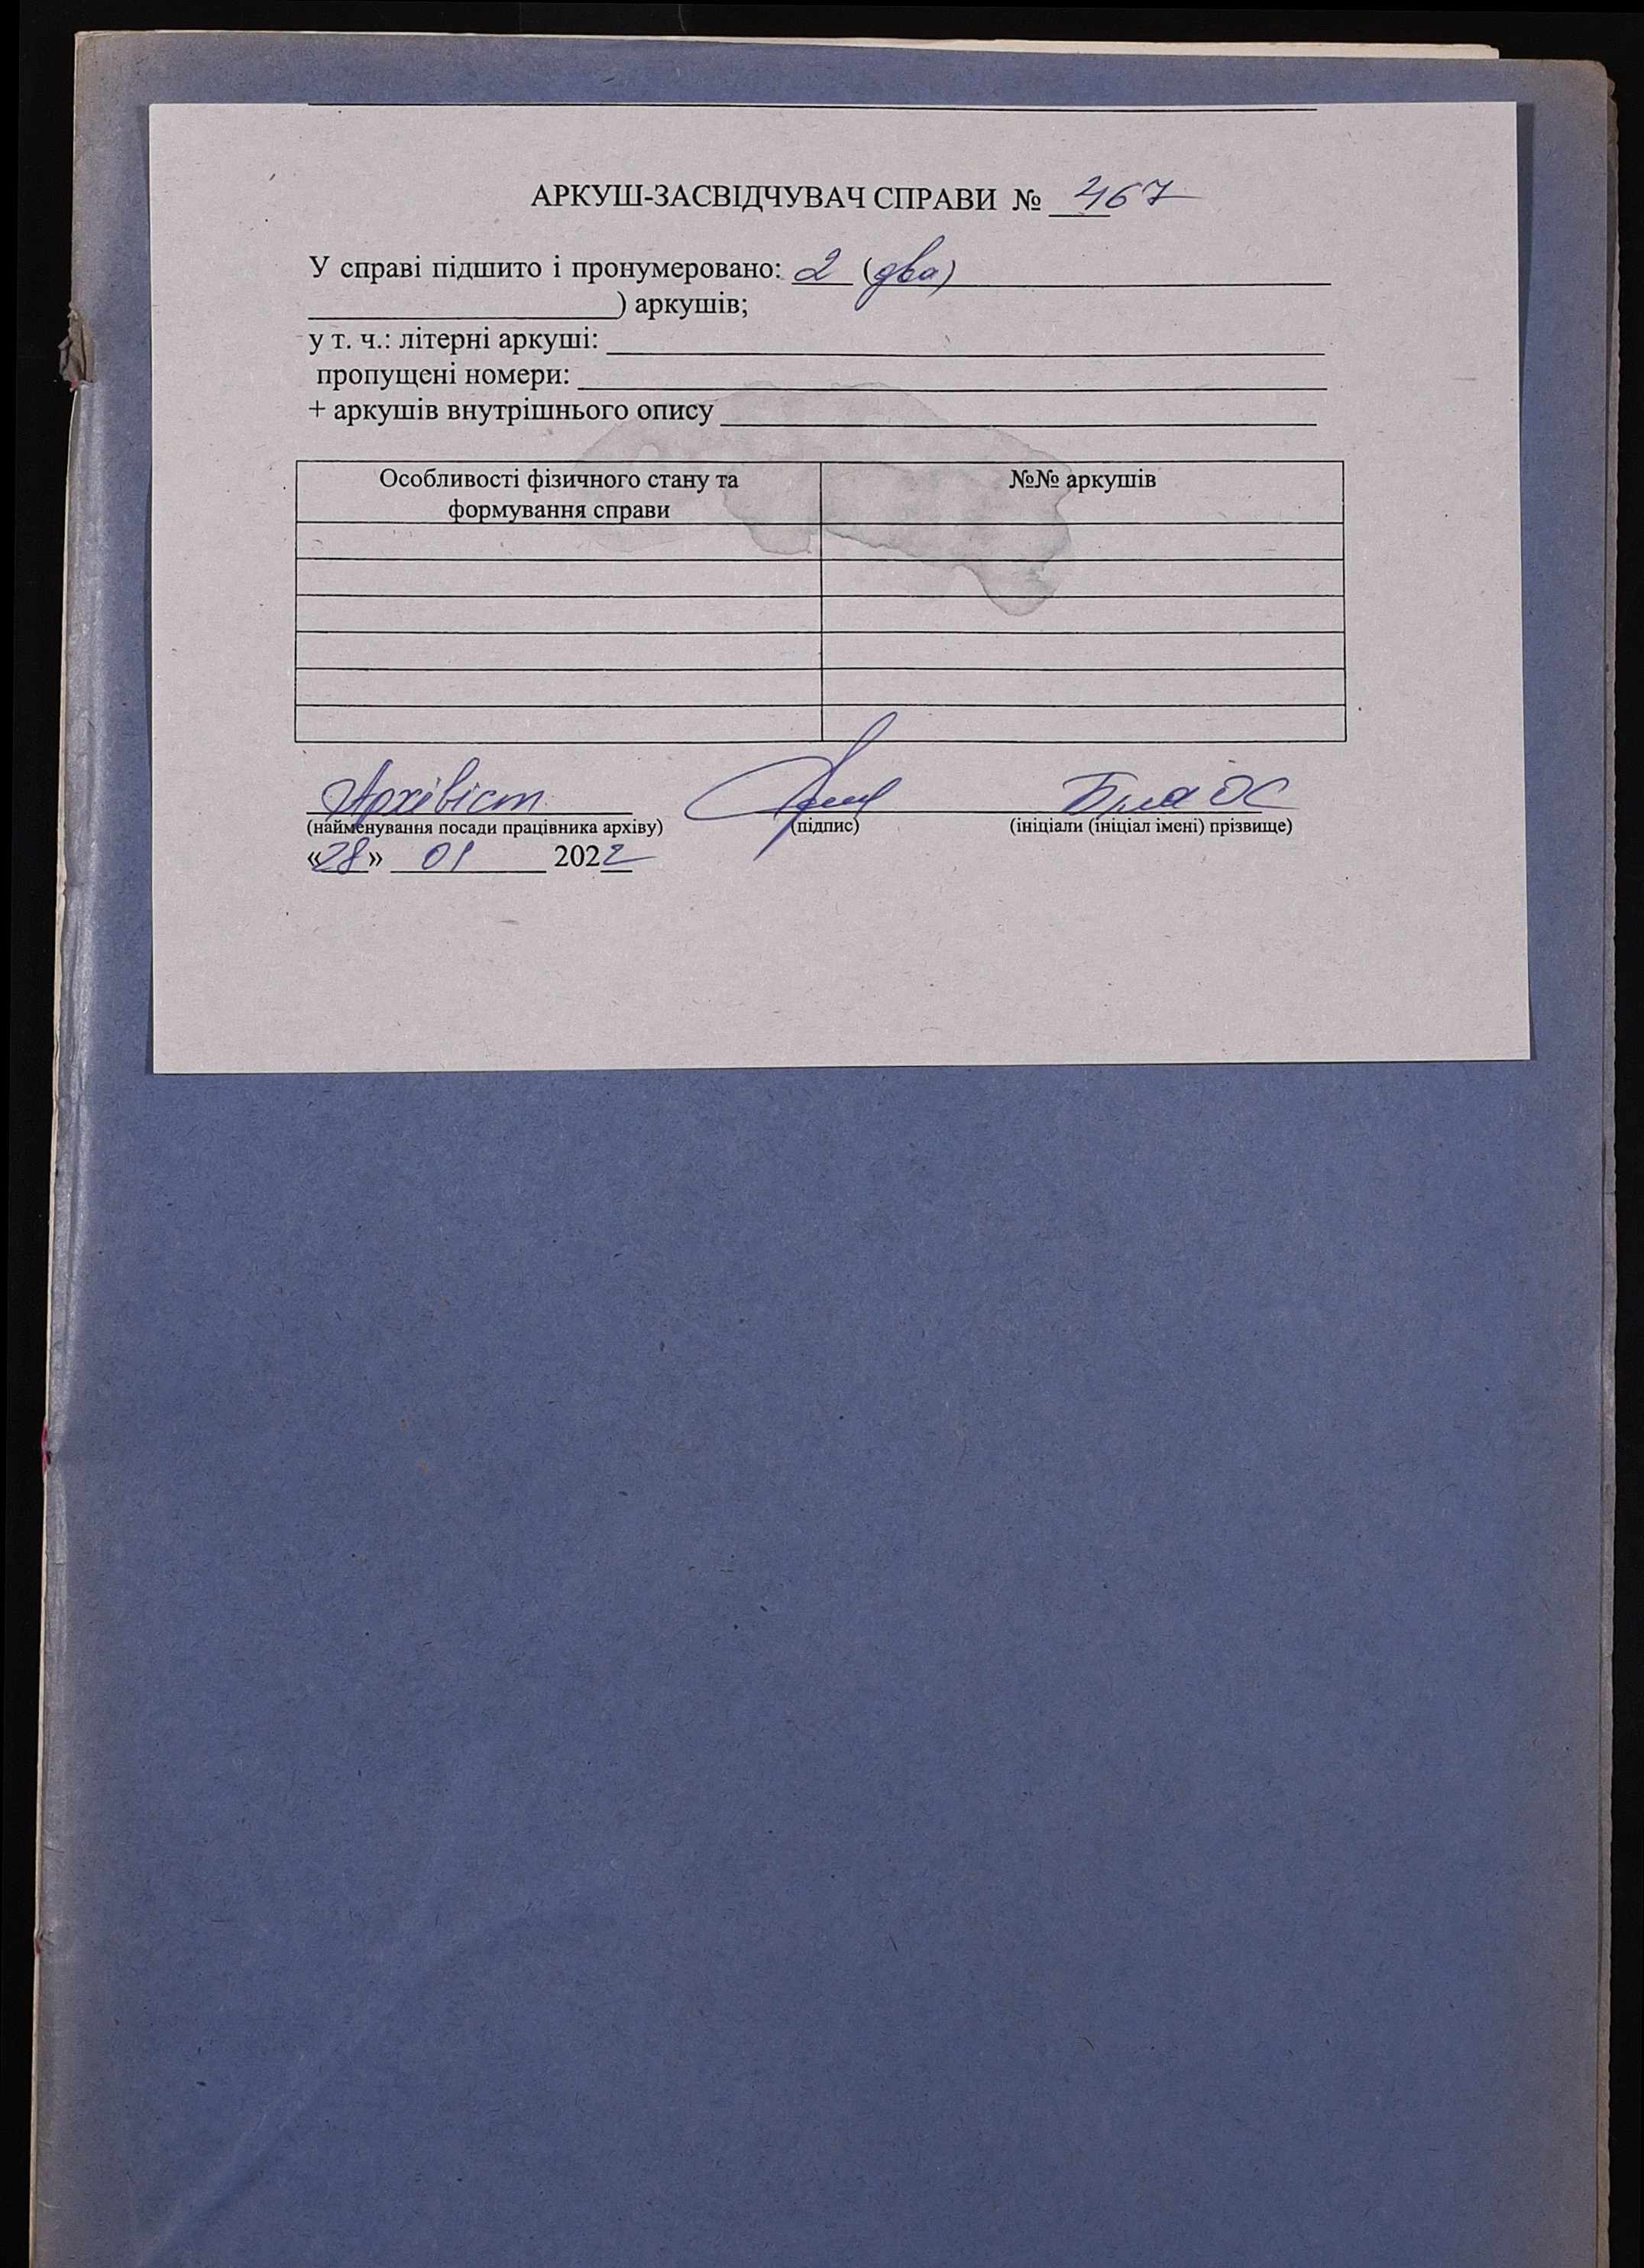 АРКУШ-ЗАСВІДЧУВАЧ СПРАВИ № 467
У справі підшито і пронумеровано: 2 (два)
) аркушів;
у т. ч.: літерні аркуші:
пропущені номери:
+ аркушів внутрішнього опису
Особливості фізичного стану та формування справи
№№ аркушів
Архівіст
(найменування посади працівника архіву) (підпис) (ініціали (ініціал імені) прізвище)
«28» 01 2022